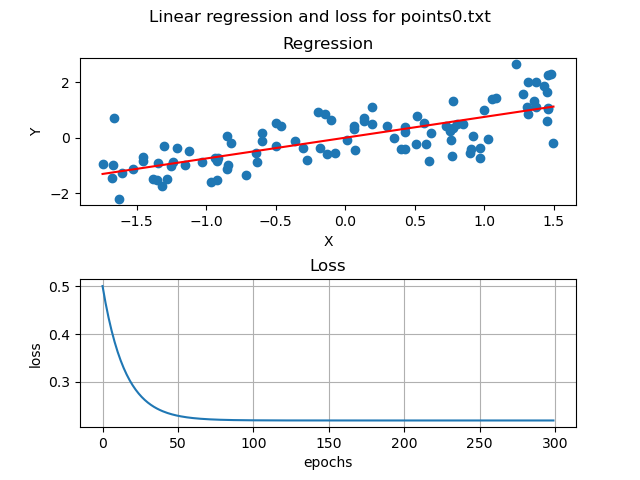 Linear regression and loss for points0.txt
Regression
2
0
−2
Y
−1.5 −1.0 −0.5 0.0 0.5 1.0 1.5
X
Loss
0.5
0.4
0.3
loss
0 50 100 150 200 250 300
epochs